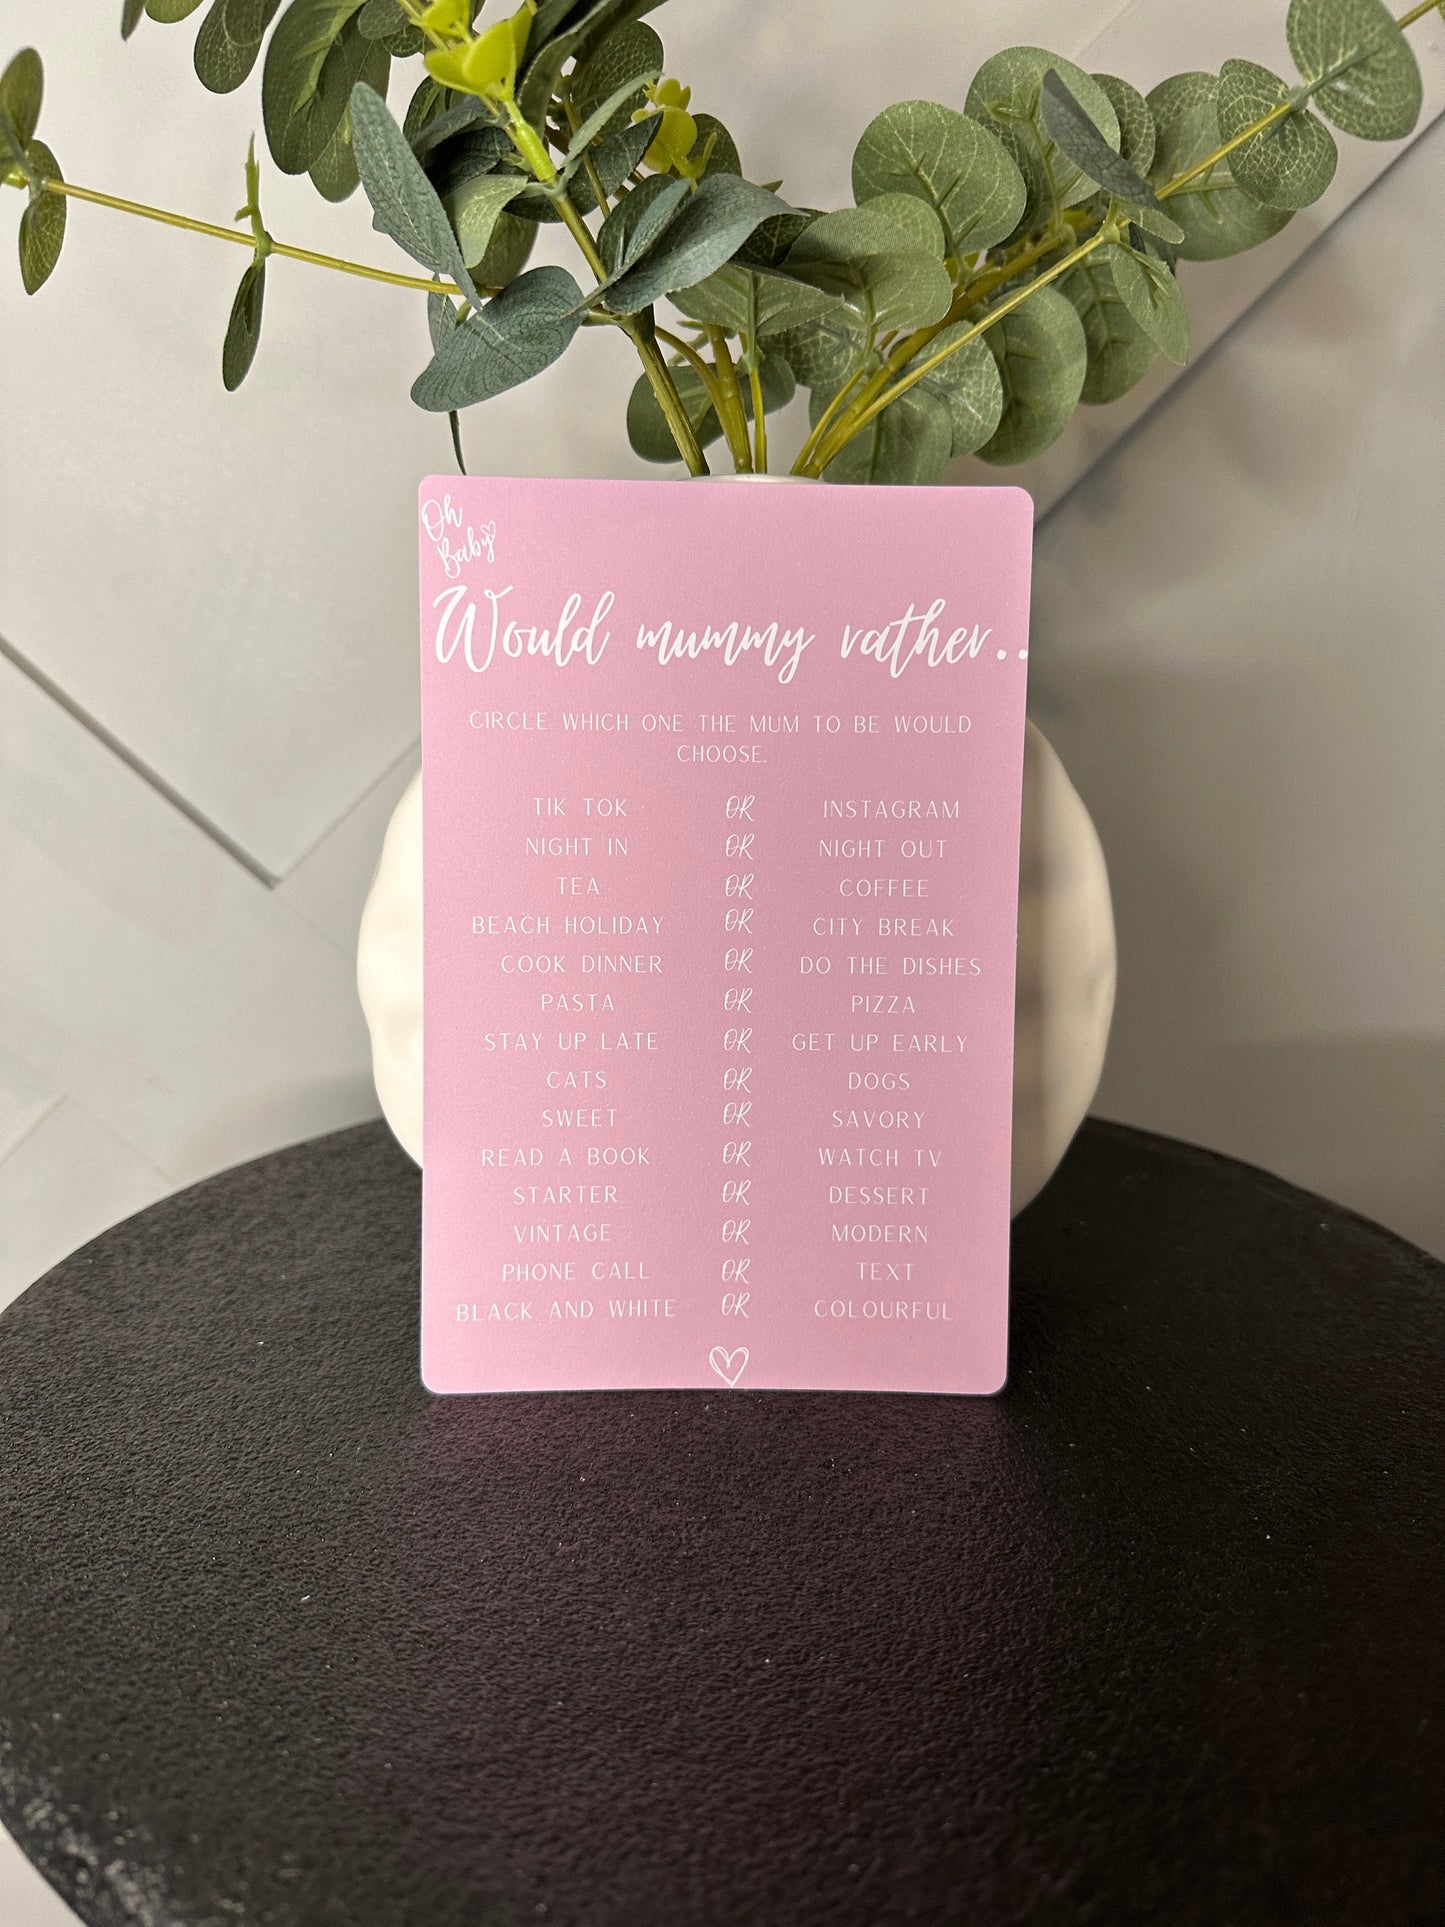 Oh
Baby
Would mummy rather..
CIRCLE WHICH ONE THE MUM TO BE WOULD
CHOOSE.
TIK TOK OR INSTAGRAM
NIGHT IN OR NIGHT OUT
TEA OR COFFEE
BEACH HOLIDAY OR CITY BREAK
COOK DINNER OR DO THE DISHES
PASTA OR PIZZA
STAY UP LATE OR GET UP EARLY
CATS OR DOGS
SWEET OR SAVORY
READ A BOOK OR WATCH TV
STARTER OR DESSERT
VINTAGE OR MODERN
PHONE CALL OR TEXT
BLACK AND WHITE OR COLOURFUL